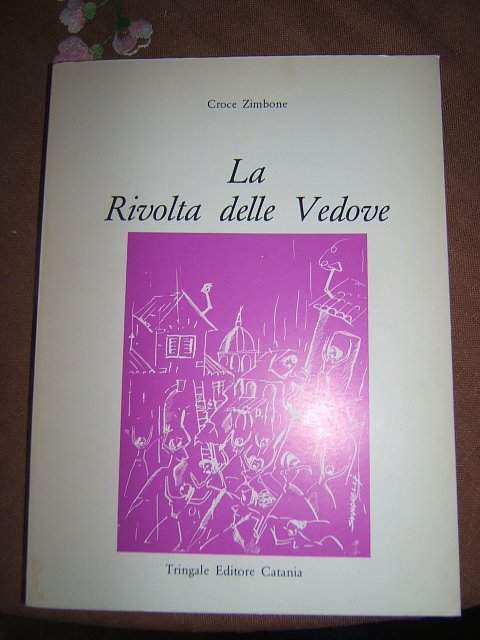 Croce Zimbone
La
Rivolta delle Vedove
Tringale Editore Catania